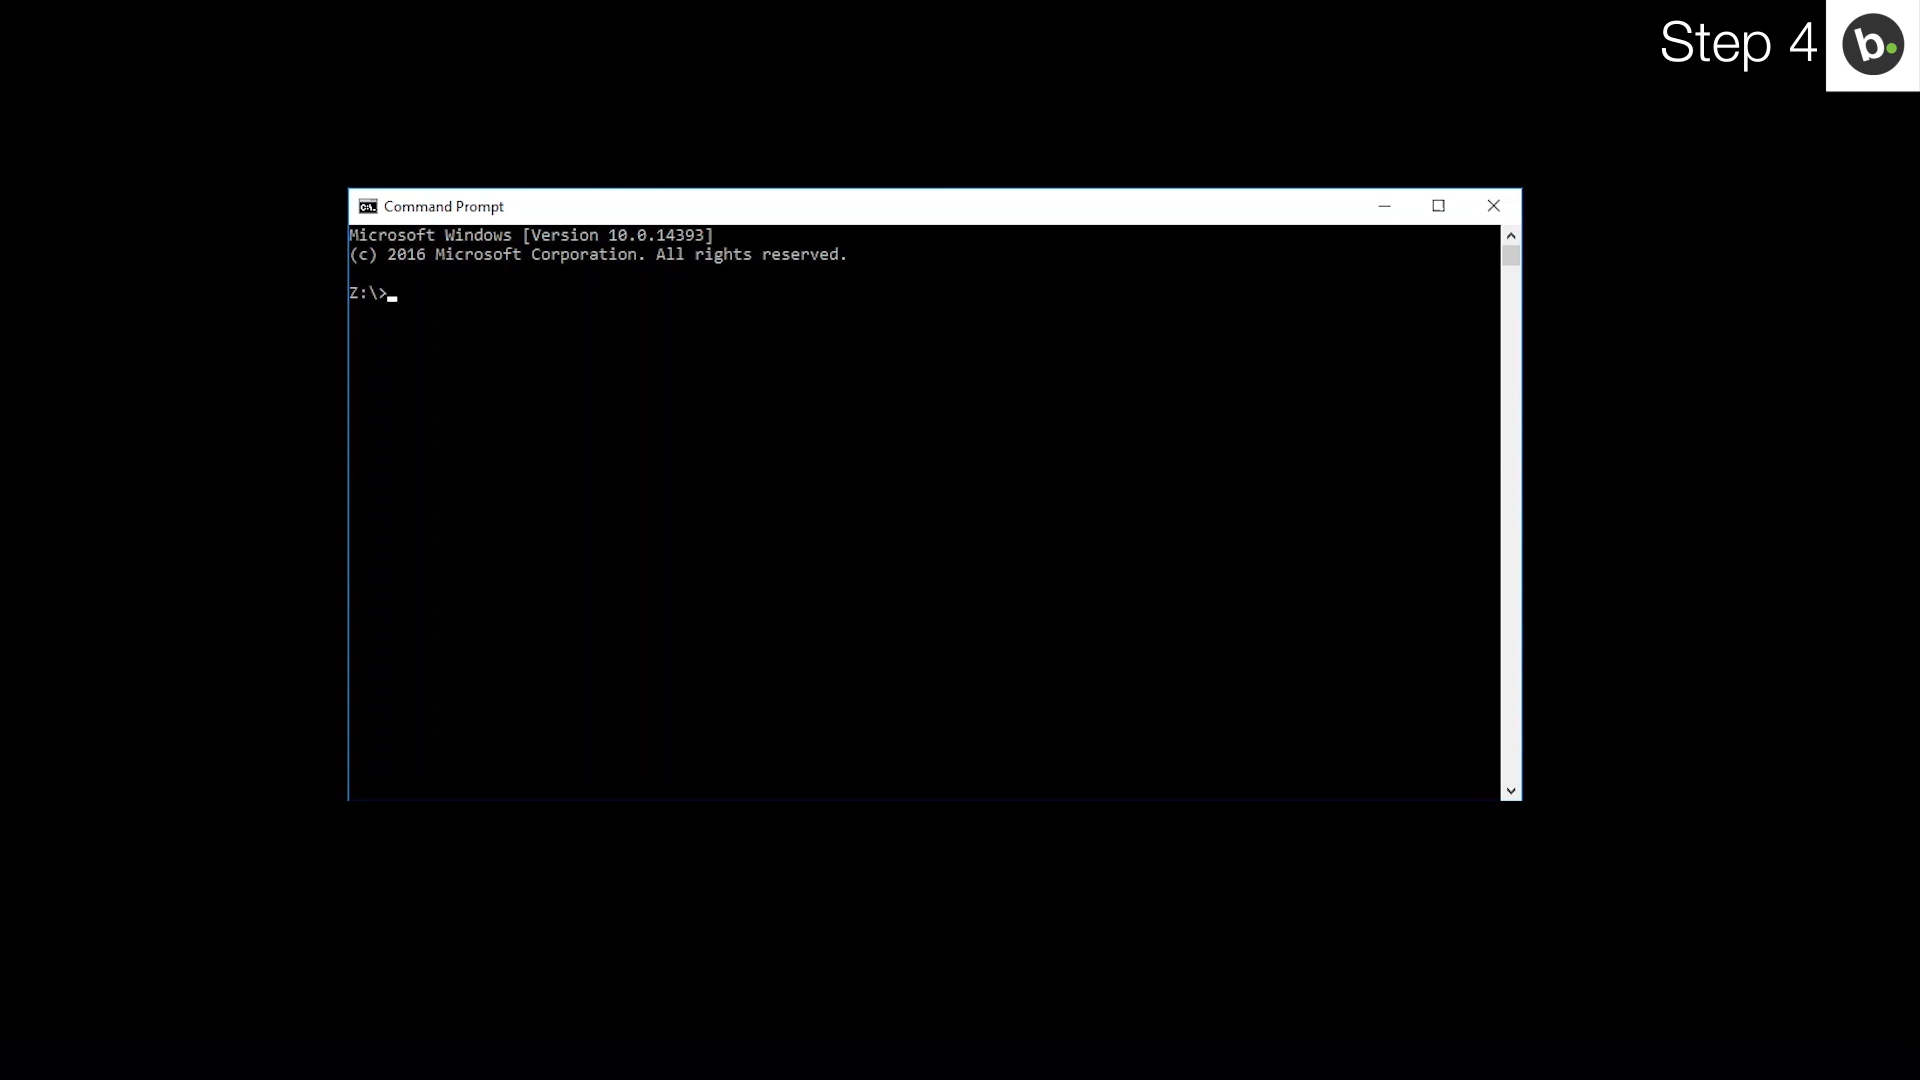 Step 4
b.
Command Prompt
Microsoft Windows [Version 10.0.14393]
(c) 2016 Microsoft Corporation. All rights reserved.
Z:\>